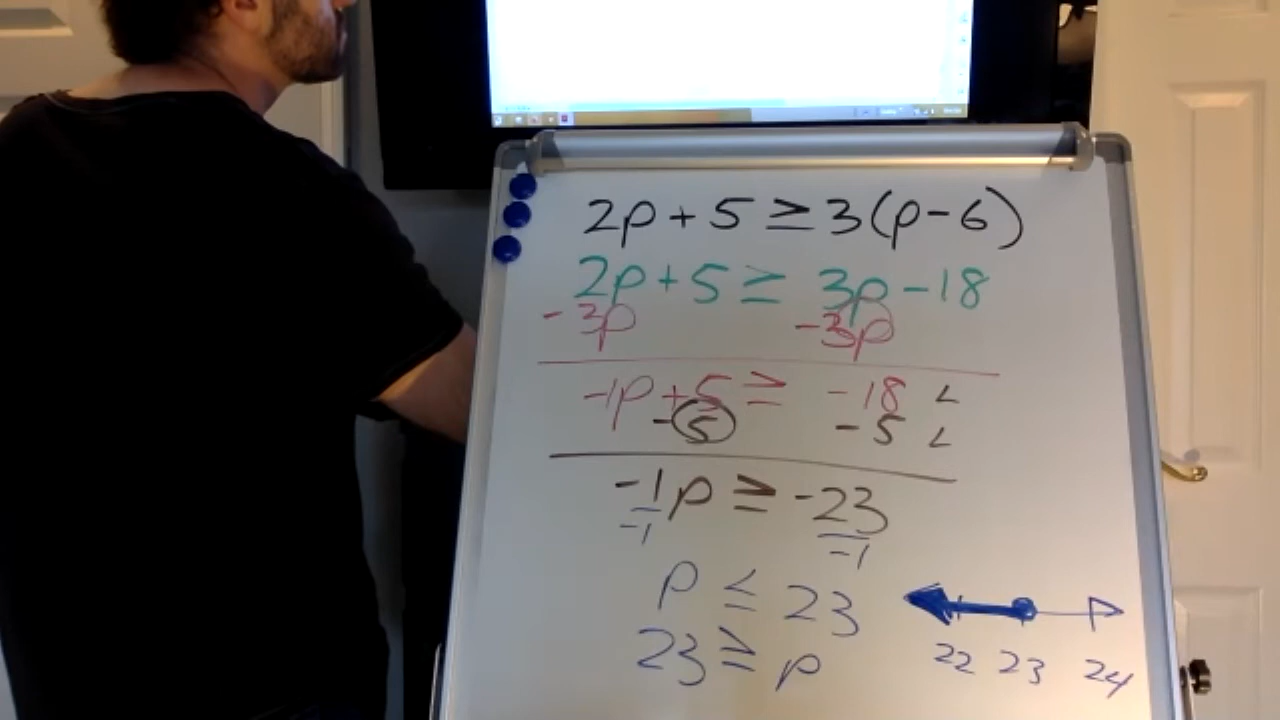 2p + 5 ≥ 3(p - 6)
2p + 5 ≥ 3p - 18
- 3p - 3p
-1p + 5 ≥ -18 <
- 5 - 5 <
-1p ≥ -23
-1 -1
p ≤ 23
23 ≥ p
22 23 24